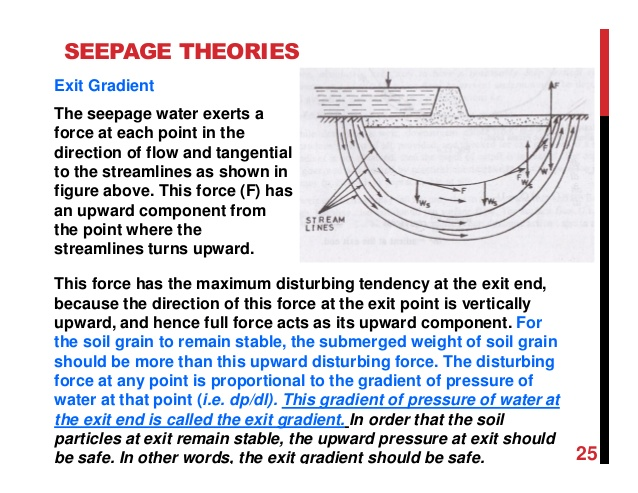 SEEPAGE THEORIES
Exit Gradient
The seepage water exerts a
force at each point in the
direction of flow and tangential
to the streamlines as shown in
figure above. This force (F) has
an upward component from
the point where the
streamlines turns upward.
F
F
F
W
Ws
Ws
Ws
STREAM
LINES
This force has the maximum disturbing tendency at the exit end,
because the direction of this force at the exit point is vertically
upward, and hence full force acts as its upward component. For
the soil grain to remain stable, the submerged weight of soil grain
should be more than this upward disturbing force. The disturbing
force at any point is proportional to the gradient of pressure of
water at that point (i.e. dp/dl). This gradient of pressure of water at
the exit end is called the exit gradient. In order that the soil
particles at exit remain stable, the upward pressure at exit should
be safe. In other words, the exit gradient should be safe.
25